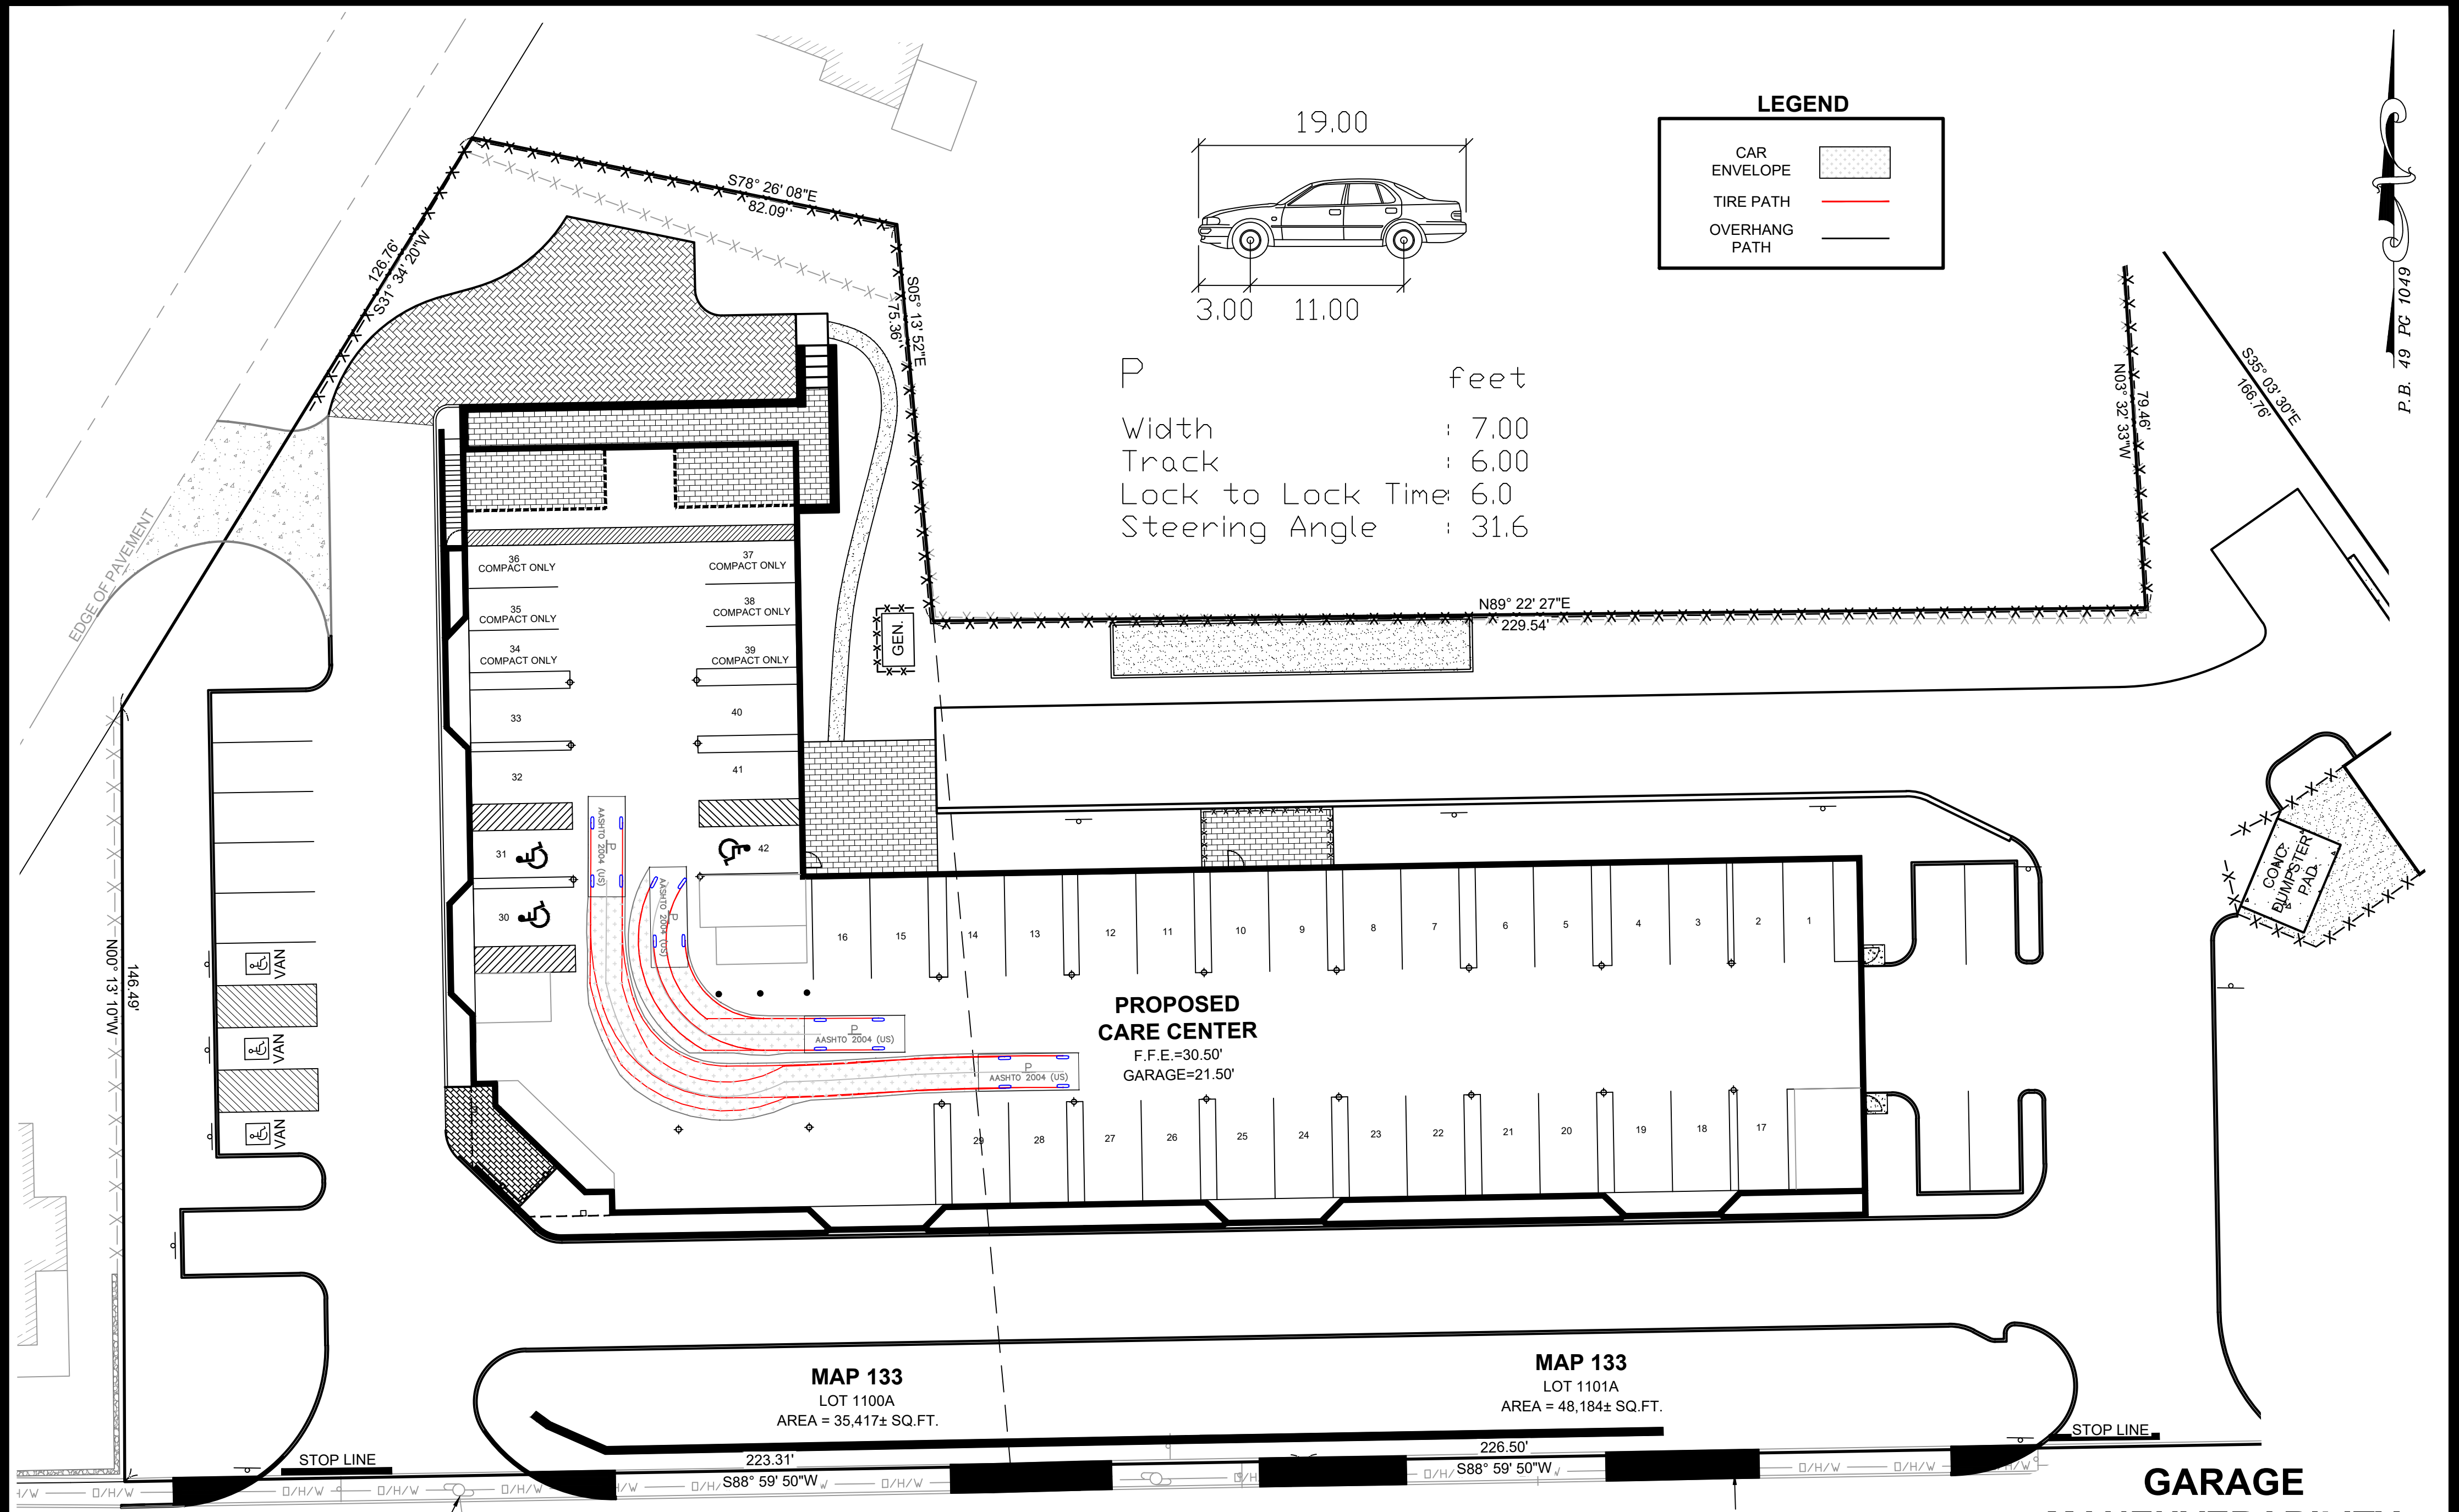 19.00
3.00 11.00
LEGEND
CAR
ENVELOPE
TIRE PATH
OVERHANG
PATH
P.B. 49 PG 1049
S78° 26' 08"E
82.09'
126.76'
S31° 34' 20"W
S05° 13' 52"E
75.36'
N03° 32' 33"W
79.46'
S35° 03' 30"E
166.76'
P feet
Width : 7.00
Track : 6.00
Lock to Lock Time: 6.0
Steering Angle : 31.6
EDGE OF PAVEMENT
N89° 22' 27"E
229.54'
GEN.
36
COMPACT ONLY
37
COMPACT ONLY
35
COMPACT ONLY
38
COMPACT ONLY
34
COMPACT ONLY
39
COMPACT ONLY
33
40
32
41
31
42
30
P
AASHTO 2004 (US)
P
AASHTO 2004 (US)
P
AASHTO 2004 (US)
P
AASHTO 2004 (US)
16 15 14 13 12 11 10 9 8 7 6 5 4 3 2 1
CONC.
DUMPSTER
PAD
VAN
VAN
VAN
N00° 13' 10"W
146.49'
PROPOSED
CARE CENTER
F.F.E.=30.50'
GARAGE=21.50'
29 28 27 26 25 24 23 22 21 20 19 18 17
MAP 133
LOT 1100A
AREA = 35,417± SQ.FT.
MAP 133
LOT 1101A
AREA = 48,184± SQ.FT.
STOP LINE
STOP LINE
223.31'
S88° 59' 50"W
226.50'
S88° 59' 50"W
O/H/W O/H/W O/H/W O/H/W O/H/W O/H/W O/H/W
GARAGE